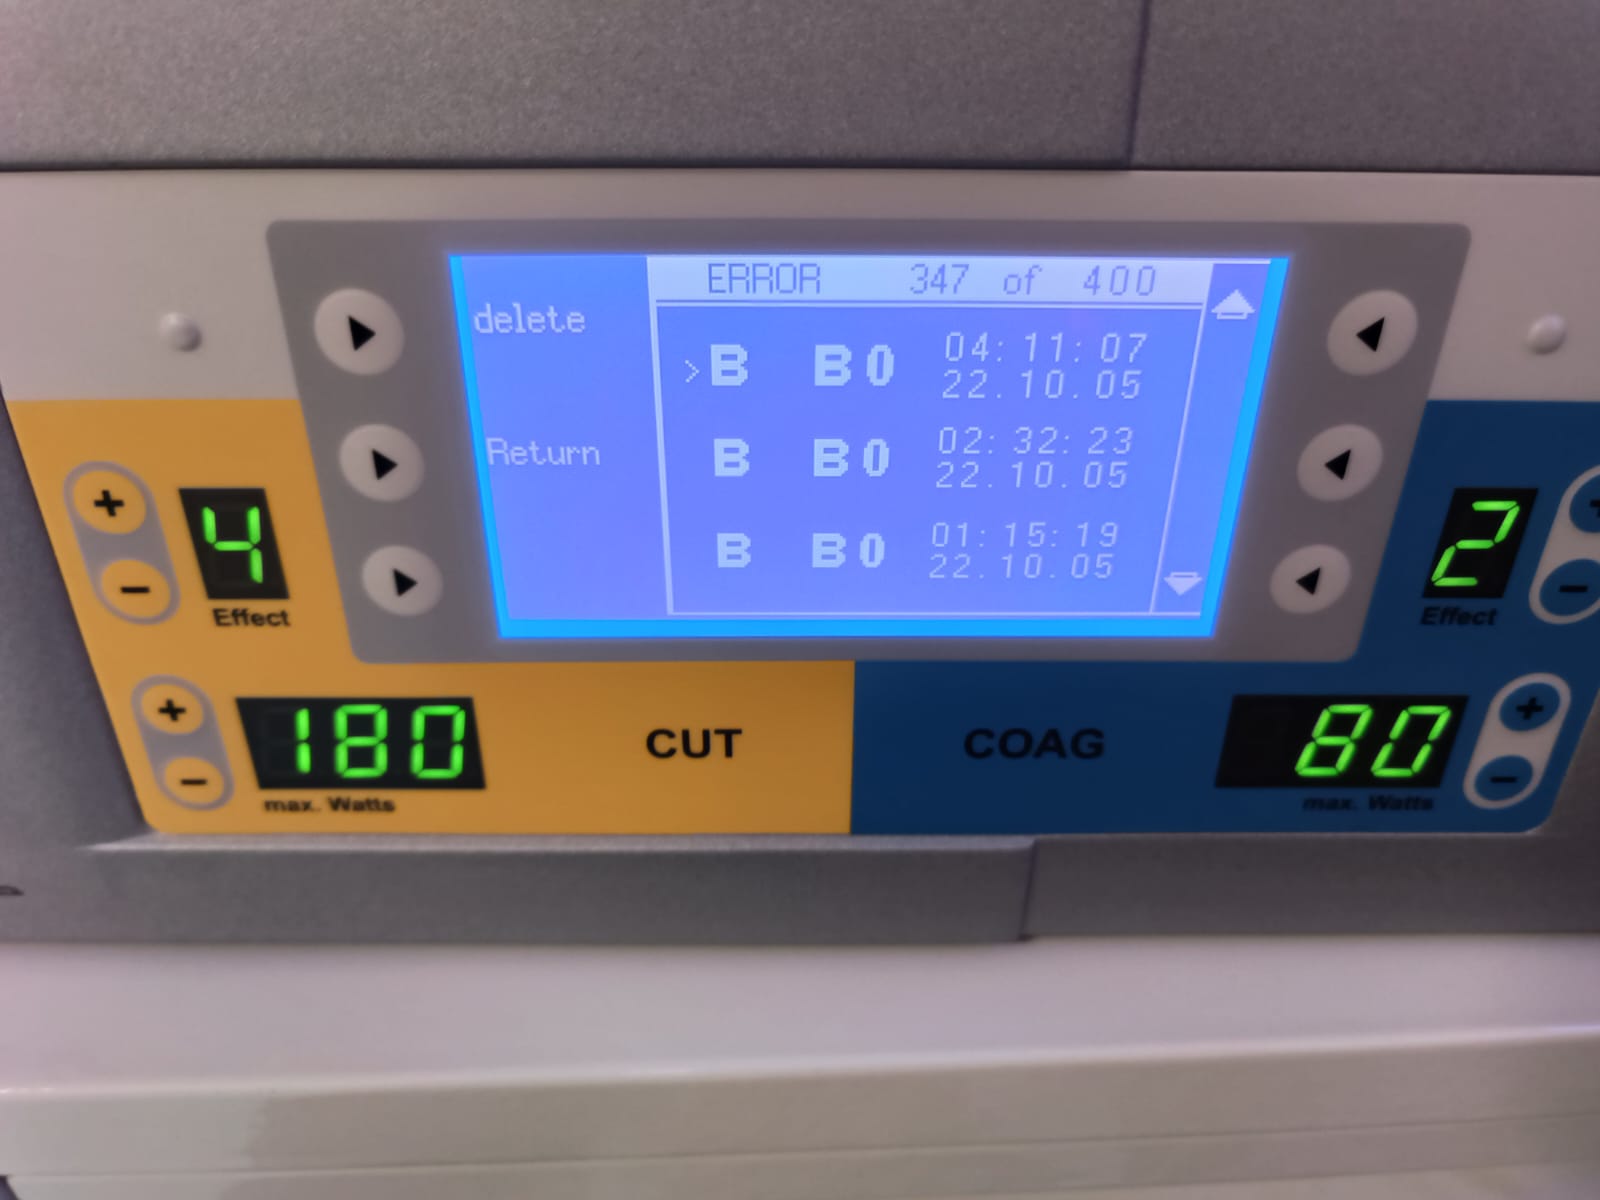 ERROR 347 of 400
delete
>B B0 04:11:07
22.10.05
Return
B B0 02:32:23
22.10.05
B B0 01:15:19
22.10.05
+
-
4
Effect
2
Effect
+
-
+
-
180
max. Watts
CUT
COAG
80
max. Watts
+
-